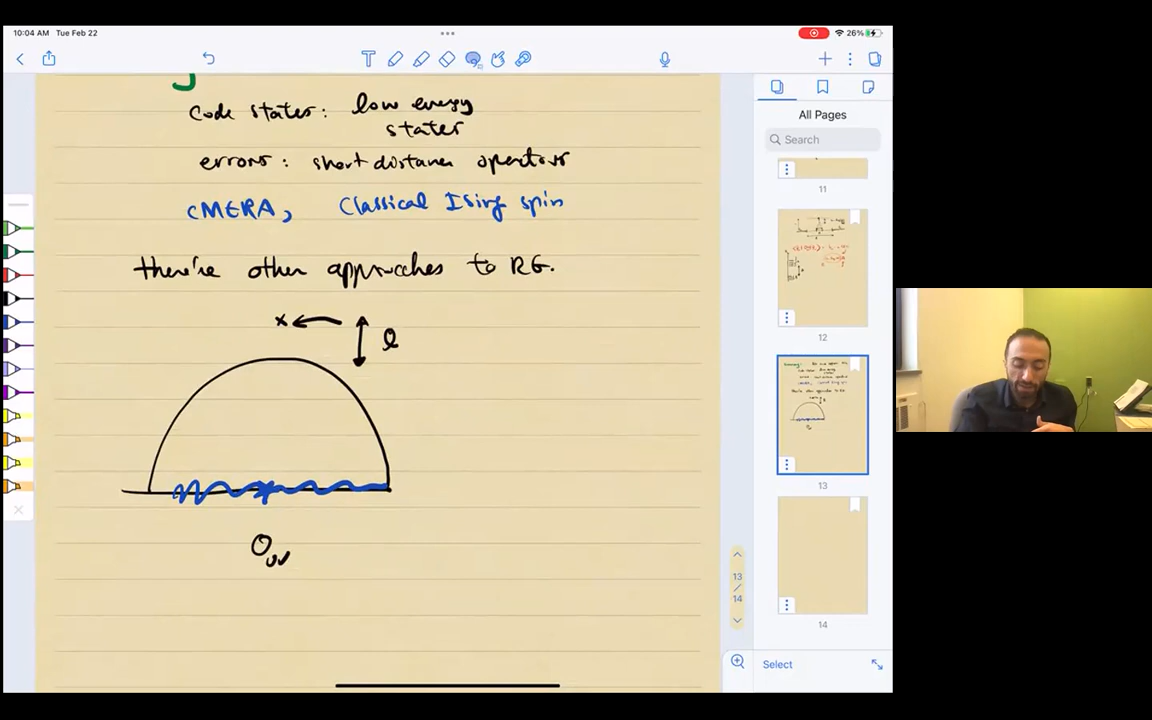 10:04 AM Tue Feb 22
26%
Code states: low energy
states
errors: short distance operators
cMERA, Classical Ising spin
there're other approaches to RG.
x
l
O_UV
All Pages
Search
11
12
13
14
13
/
14
Select